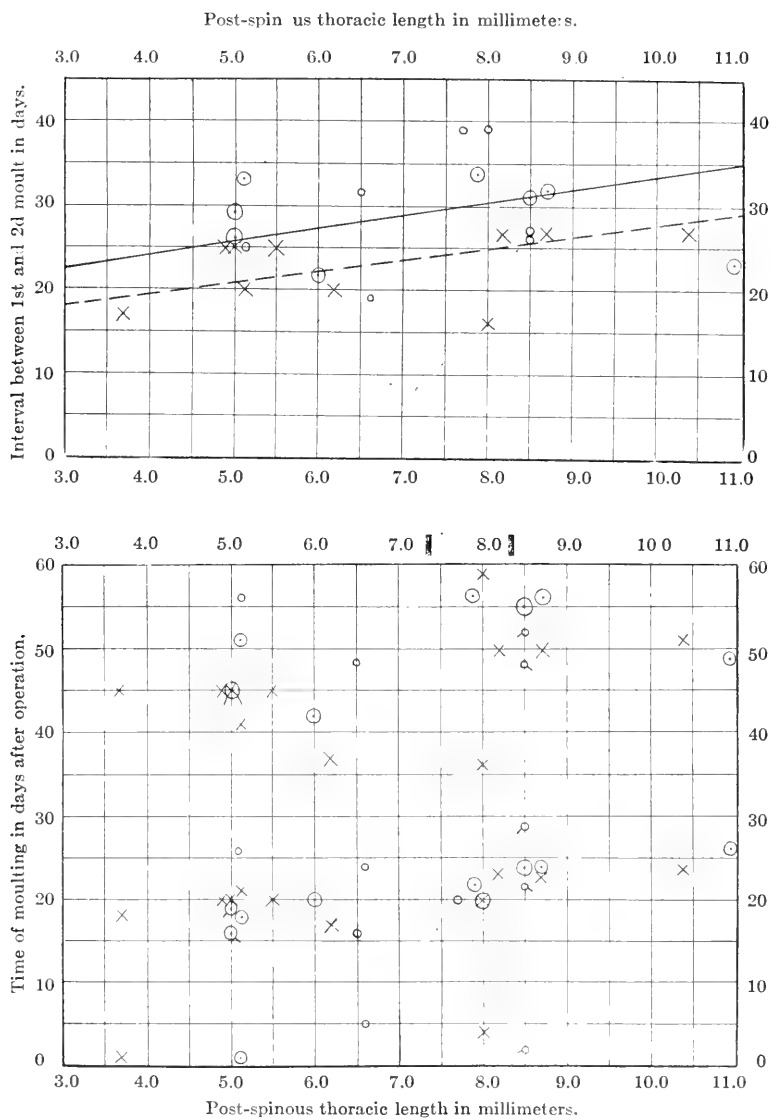 Post-spin us thoracic length in millimeters.
3.0 4.0 5.0 6.0 7.0 8.0 9.0 10.0 11.0
Interval between 1st and 2d moult in days.
40 40
30 30
20 20
10 10
0 0
3.0 4.0 5.0 6.0 7.0 8.0 9.0 10.0 11.0
3.0 4.0 5.0 6.0 7.0 8.0 9.0 10 0 11.0
Time of moulting in days after operation.
60 60
50 50
40 40
30 30
20 20
10 10
0 0
3.0 4.0 5.0 6.0 7.0 8.0 9.0 10.0 11.0
Post-spinous thoracic length in millimeters.